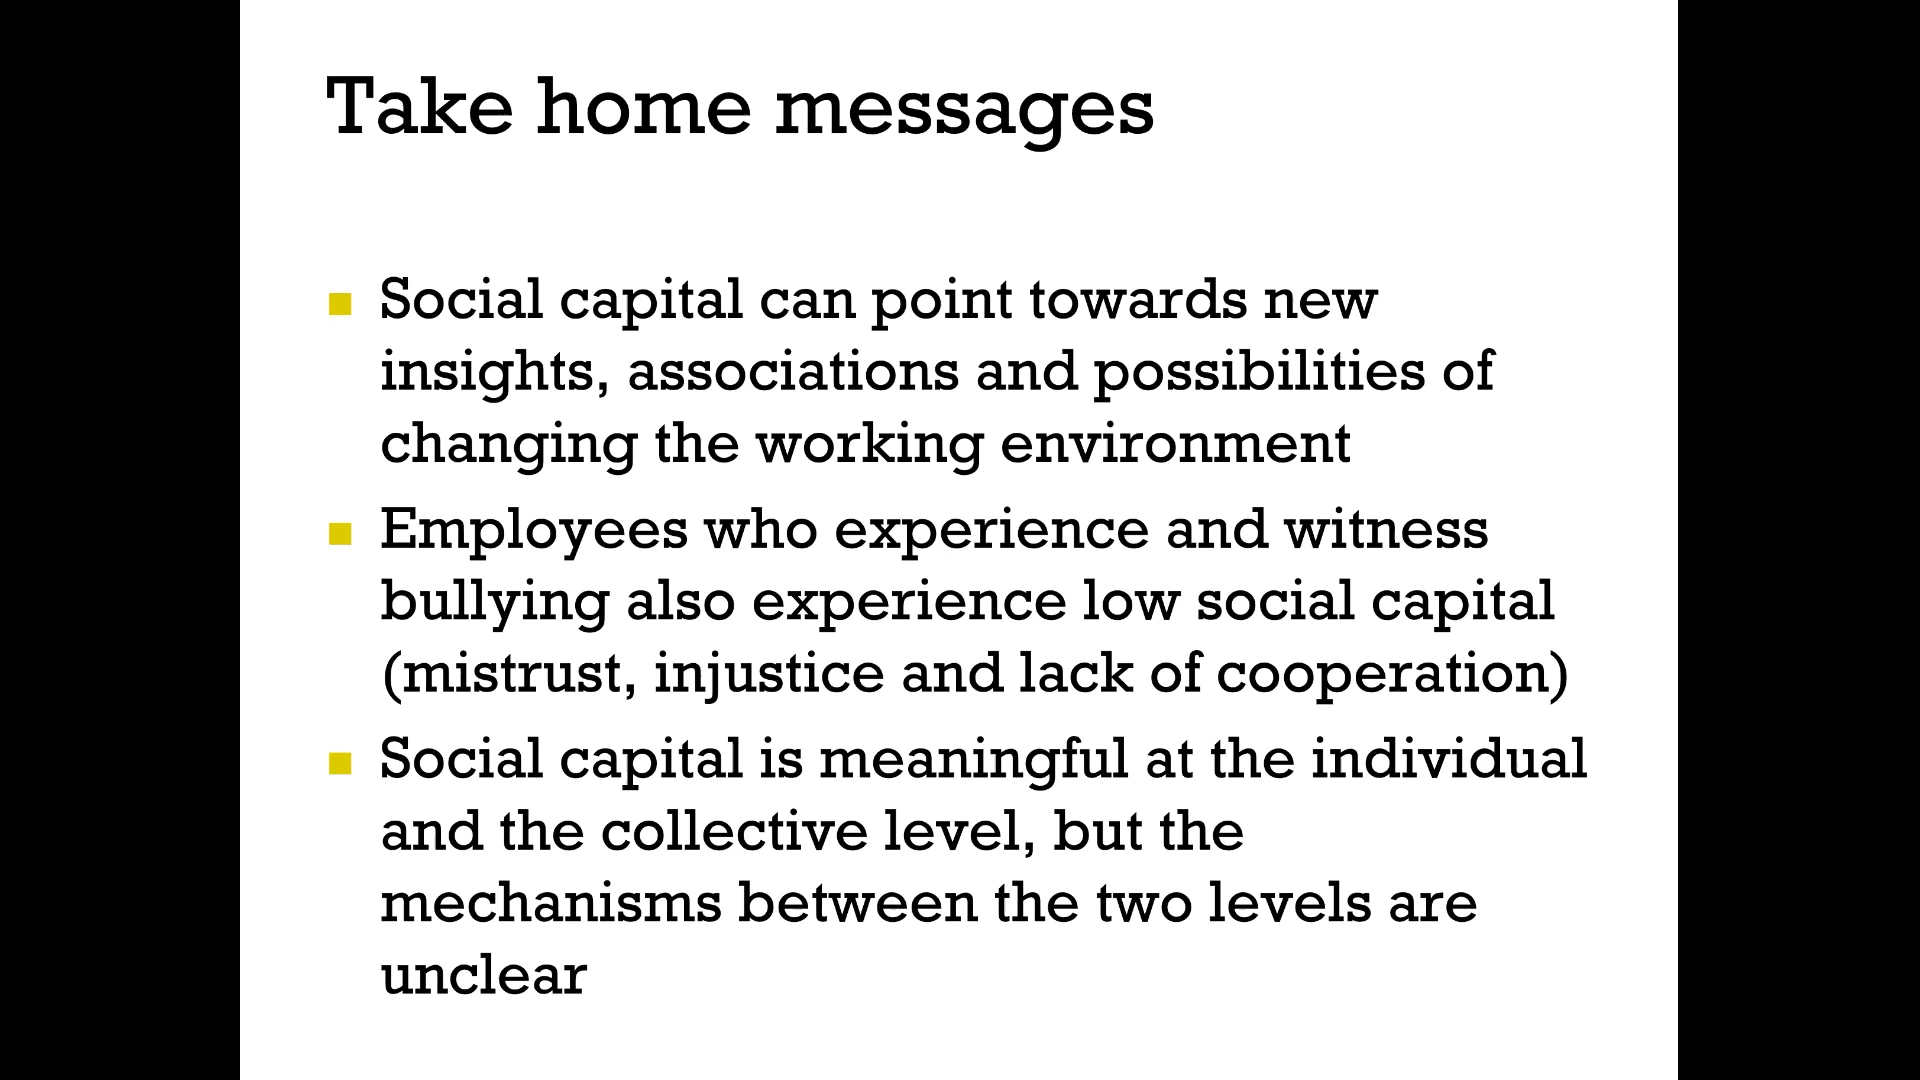 Take home messages
Social capital can point towards new
insights, associations and possibilities of
changing the working environment
Employees who experience and witness
bullying also experience low social capital
(mistrust, injustice and lack of cooperation)
Social capital is meaningful at the individual
and the collective level, but the
mechanisms between the two levels are
unclear